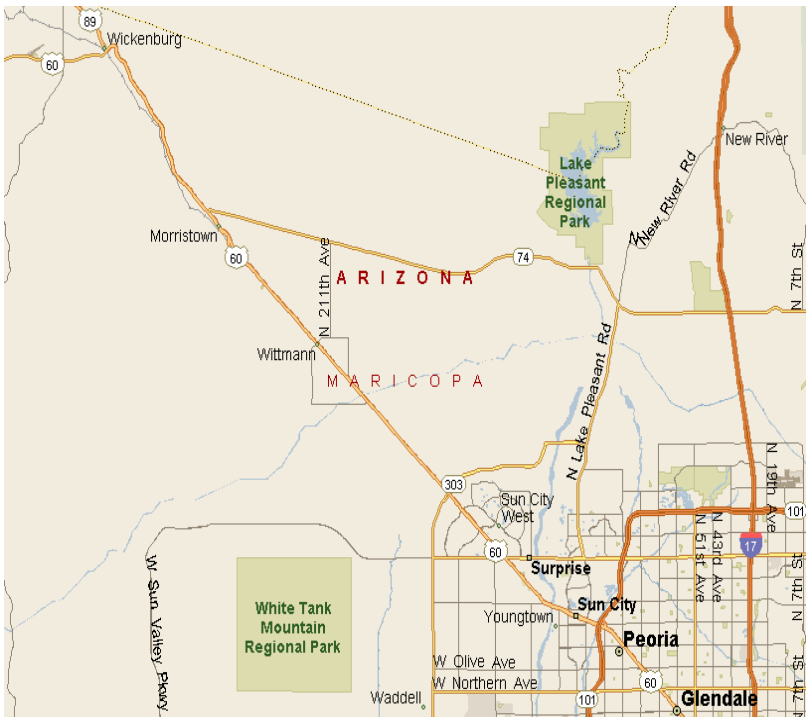 89
Wickenburg
60
New River
Lake
Pleasant
Regional
Park
New River Rd
N
Morristown
60
74
N 211th Ave
ARIZONA
N 7th St
Wittmann
MARICOPA
N Lake Pleasant Rd
303
Sun City
West
N 19th Ave
101
N 43rd Ave
N 51st Ave
17
60
Surprise
W Sun Valley Pkwy
White Tank
Mountain
Regional Park
Sun City
Youngtown
N 7th St
Peoria
W Olive Ave
W Northern Ave
60
Waddell
101
Glendale
N 7th St